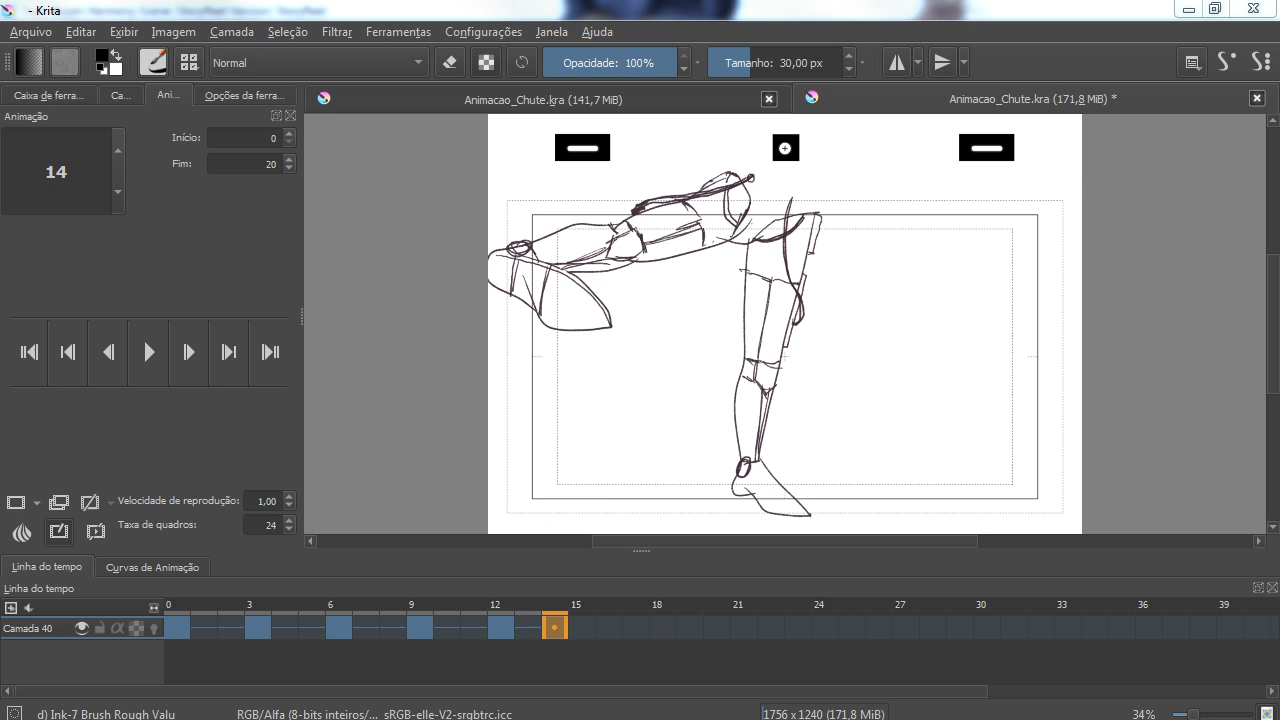 - Krita
Arquivo Editar Exibir Imagem Camada Seleção Filtrar Ferramentas Configurações Janela Ajuda
Normal Opacidade: 100% Tamanho: 30,00 px
Caixa de ferra... Ca... Ani... Opções da ferra...
Animacao_Chute.kra (141,7 MiB) Animacao_Chute.kra (171,8 MiB) *
Animação
14
Início: 0
Fim: 20
Velocidade de reprodução: 1,00
Taxa de quadros: 24
Linha do tempo Curvas de Animação
Linha do tempo
0 3 6 9 12 15 18 21 24 27 30 33 36 39
Camada 40
d) Ink-7 Brush Rough Valu RGB/Alfa (8-bits inteiros/... sRGB-elle-V2-srgbtrc.icc 1756 x 1240 (171,8 MiB) 34%